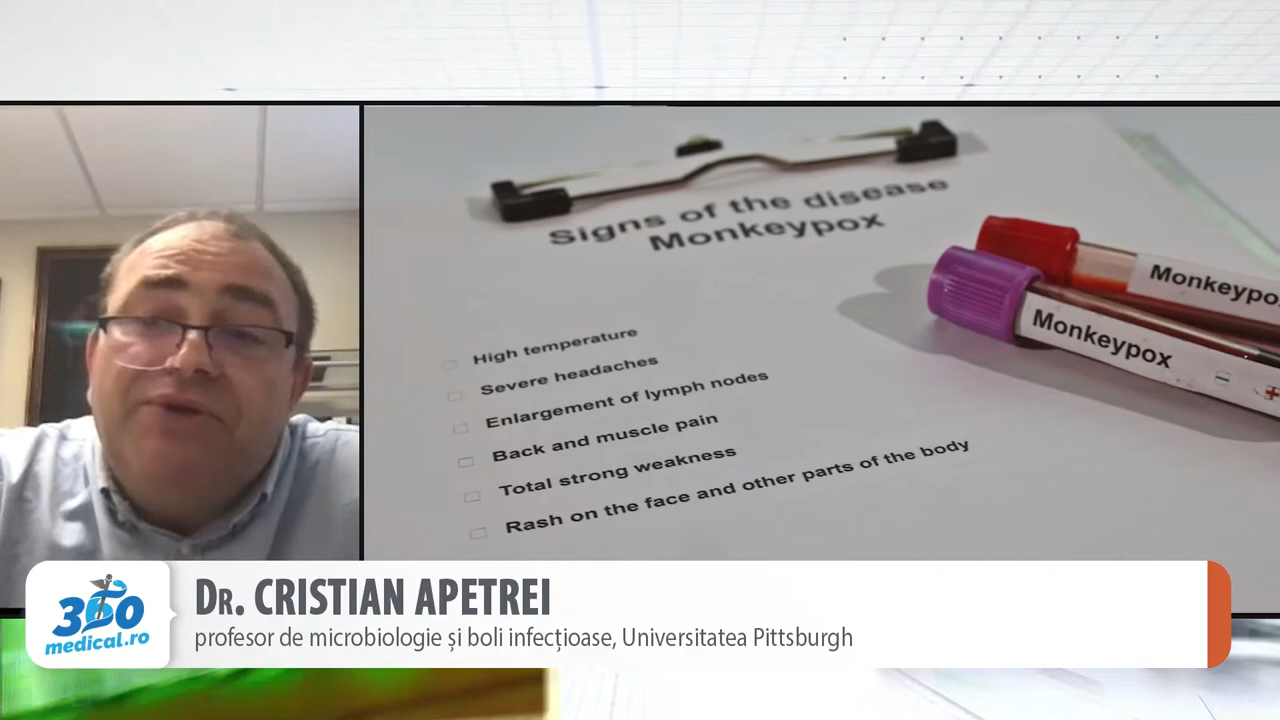 Signs of the disease
Monkeypox
High temperature
Severe headaches
Enlargement of lymph nodes
Back and muscle pain
Total strong weakness
Rash on the face and other parts of the body
Monkeypo
Monkeypox
360
medical.ro
DR. CRISTIAN APETREI
profesor de microbiologie și boli infecțioase, Universitatea Pittsburgh